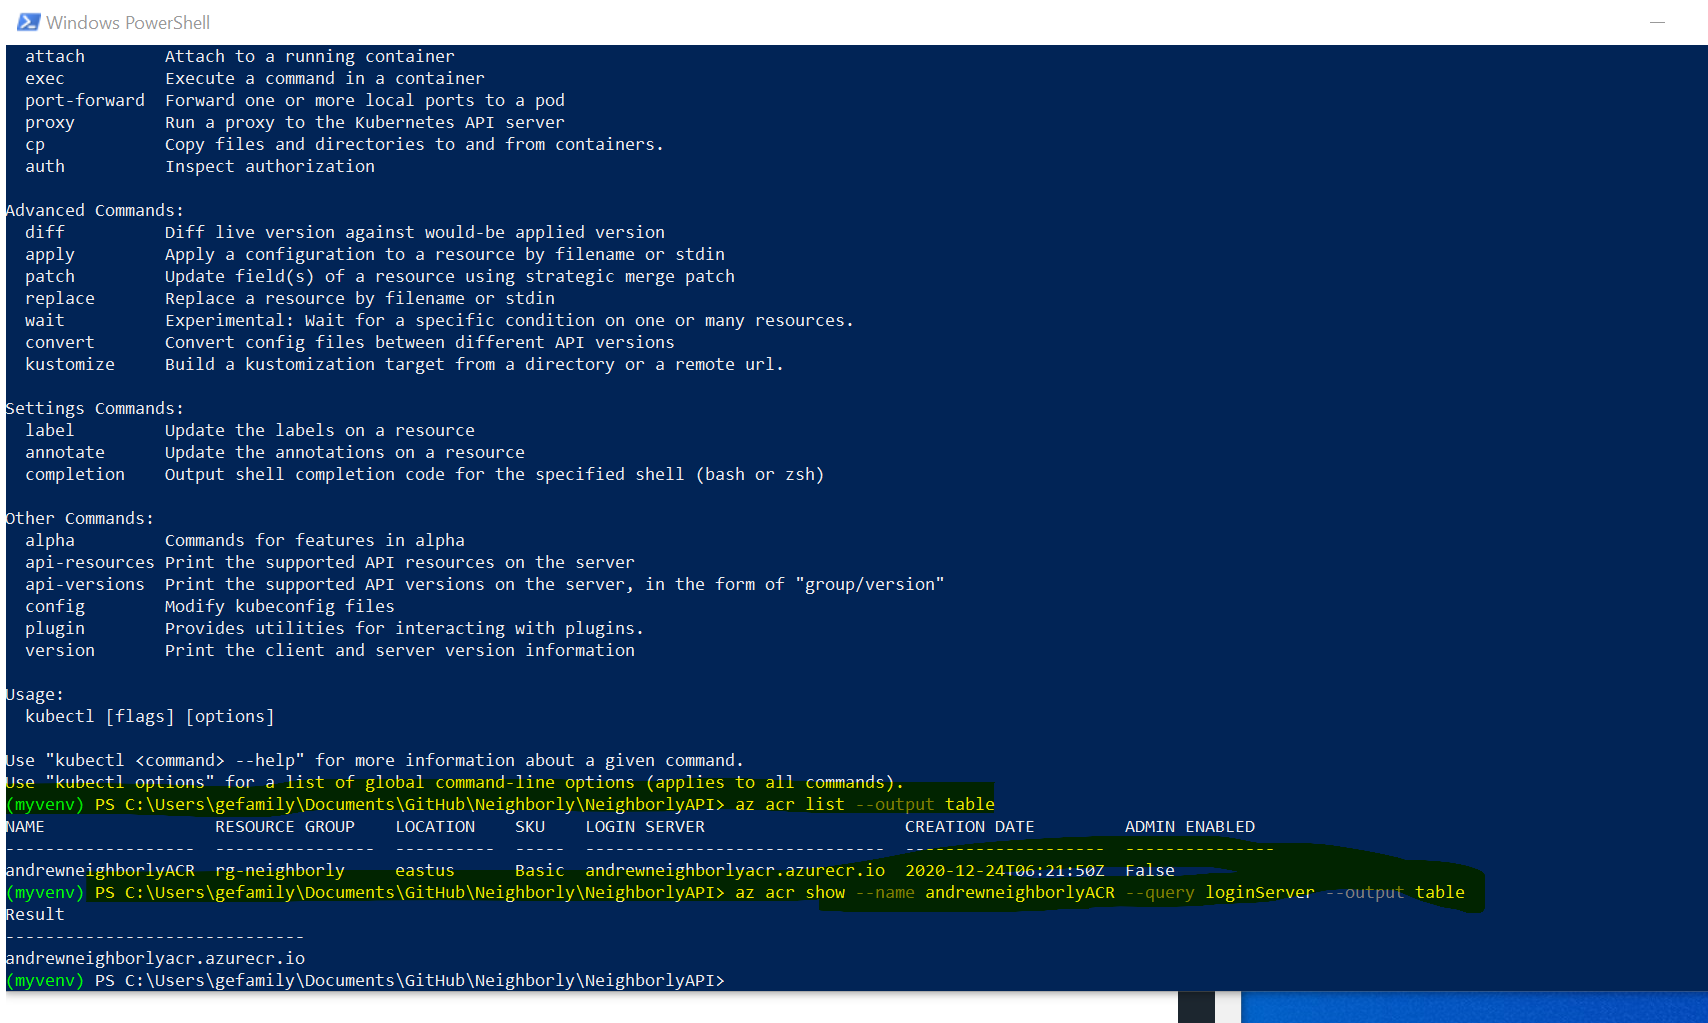 Windows PowerShell
attach Attach to a running container
exec Execute a command in a container
port-forward Forward one or more local ports to a pod
proxy Run a proxy to the Kubernetes API server
cp Copy files and directories to and from containers.
auth Inspect authorization
Advanced Commands:
diff Diff live version against would-be applied version
apply Apply a configuration to a resource by filename or stdin
patch Update field(s) of a resource using strategic merge patch
replace Replace a resource by filename or stdin
wait Experimental: Wait for a specific condition on one or many resources.
convert Convert config files between different API versions
kustomize Build a kustomization target from a directory or a remote url.
Settings Commands:
label Update the labels on a resource
annotate Update the annotations on a resource
completion Output shell completion code for the specified shell (bash or zsh)
Other Commands:
alpha Commands for features in alpha
api-resources Print the supported API resources on the server
api-versions Print the supported API versions on the server, in the form of "group/version"
config Modify kubeconfig files
plugin Provides utilities for interacting with plugins.
version Print the client and server version information
Usage:
kubectl [flags] [options]
Use "kubectl <command> --help" for more information about a given command.
Use "kubectl options" for a list of global command-line options (applies to all commands).
(myvenv) PS C:\Users\gefamily\Documents\GitHub\Neighborly\NeighborlyAPI> az acr list --output table
NAME RESOURCE GROUP LOCATION SKU LOGIN SERVER CREATION DATE ADMIN ENABLED
------------------- ---------------- ---------- ----- ------------------------------ -------------------- ---------------
andrewneighborlyACR rg-neighborly eastus Basic andrewneighborlyacr.azurecr.io 2020-12-24T06:21:50Z False
(myvenv) PS C:\Users\gefamily\Documents\GitHub\Neighborly\NeighborlyAPI> az acr show --name andrewneighborlyACR --query loginServer --output table
Result
------------------------------
andrewneighborlyacr.azurecr.io
(myvenv) PS C:\Users\gefamily\Documents\GitHub\Neighborly\NeighborlyAPI>